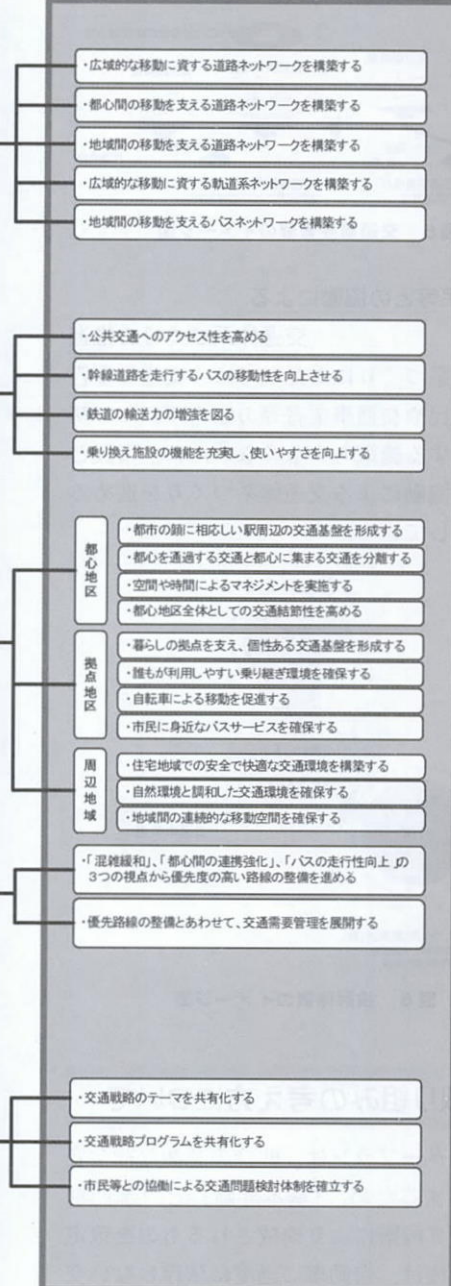 ・広域的な移動に資する道路ネットワークを構築する
・都心間の移動を支える道路ネットワークを構築する
・地域間の移動を支える道路ネットワークを構築する
・広域的な移動に資する軌道系ネットワークを構築する
・地域間の移動を支えるバスネットワークを構築する
・公共交通へのアクセス性を高める
・幹線道路を走行するバスの移動性を向上させる
・鉄道の輸送力の増強を図る
・乗り換え施設の機能を充実し、使いやすさを向上する
都心地区
・都市の顔に相応しい駅周辺の交通基盤を形成する
・都心を通過する交通と都心に集まる交通を分離する
・空間や時間によるマネジメントを実施する
・都心地区全体としての交通結節性を高める
拠点地区
・暮らしの拠点を支え、個性ある交通基盤を形成する
・誰もが利用しやすい乗り継ぎ環境を確保する
・自転車による移動を促進する
・市民に身近なバスサービスを確保する
周辺地域
・住宅地域での安全で快適な交通環境を構築する
・自然環境と調和した交通環境を確保する
・地域間の連続的な移動空間を確保する
・「混雑緩和」、「都心間の連携強化」、「バスの走行性向上」の
3つの視点から優先度の高い路線の整備を進める
・優先路線の整備とあわせて、交通需要管理を展開する
・交通戦略のテーマを共有化する
・交通戦略プログラムを共有化する
・市民等との協働による交通問題検討体制を確立する